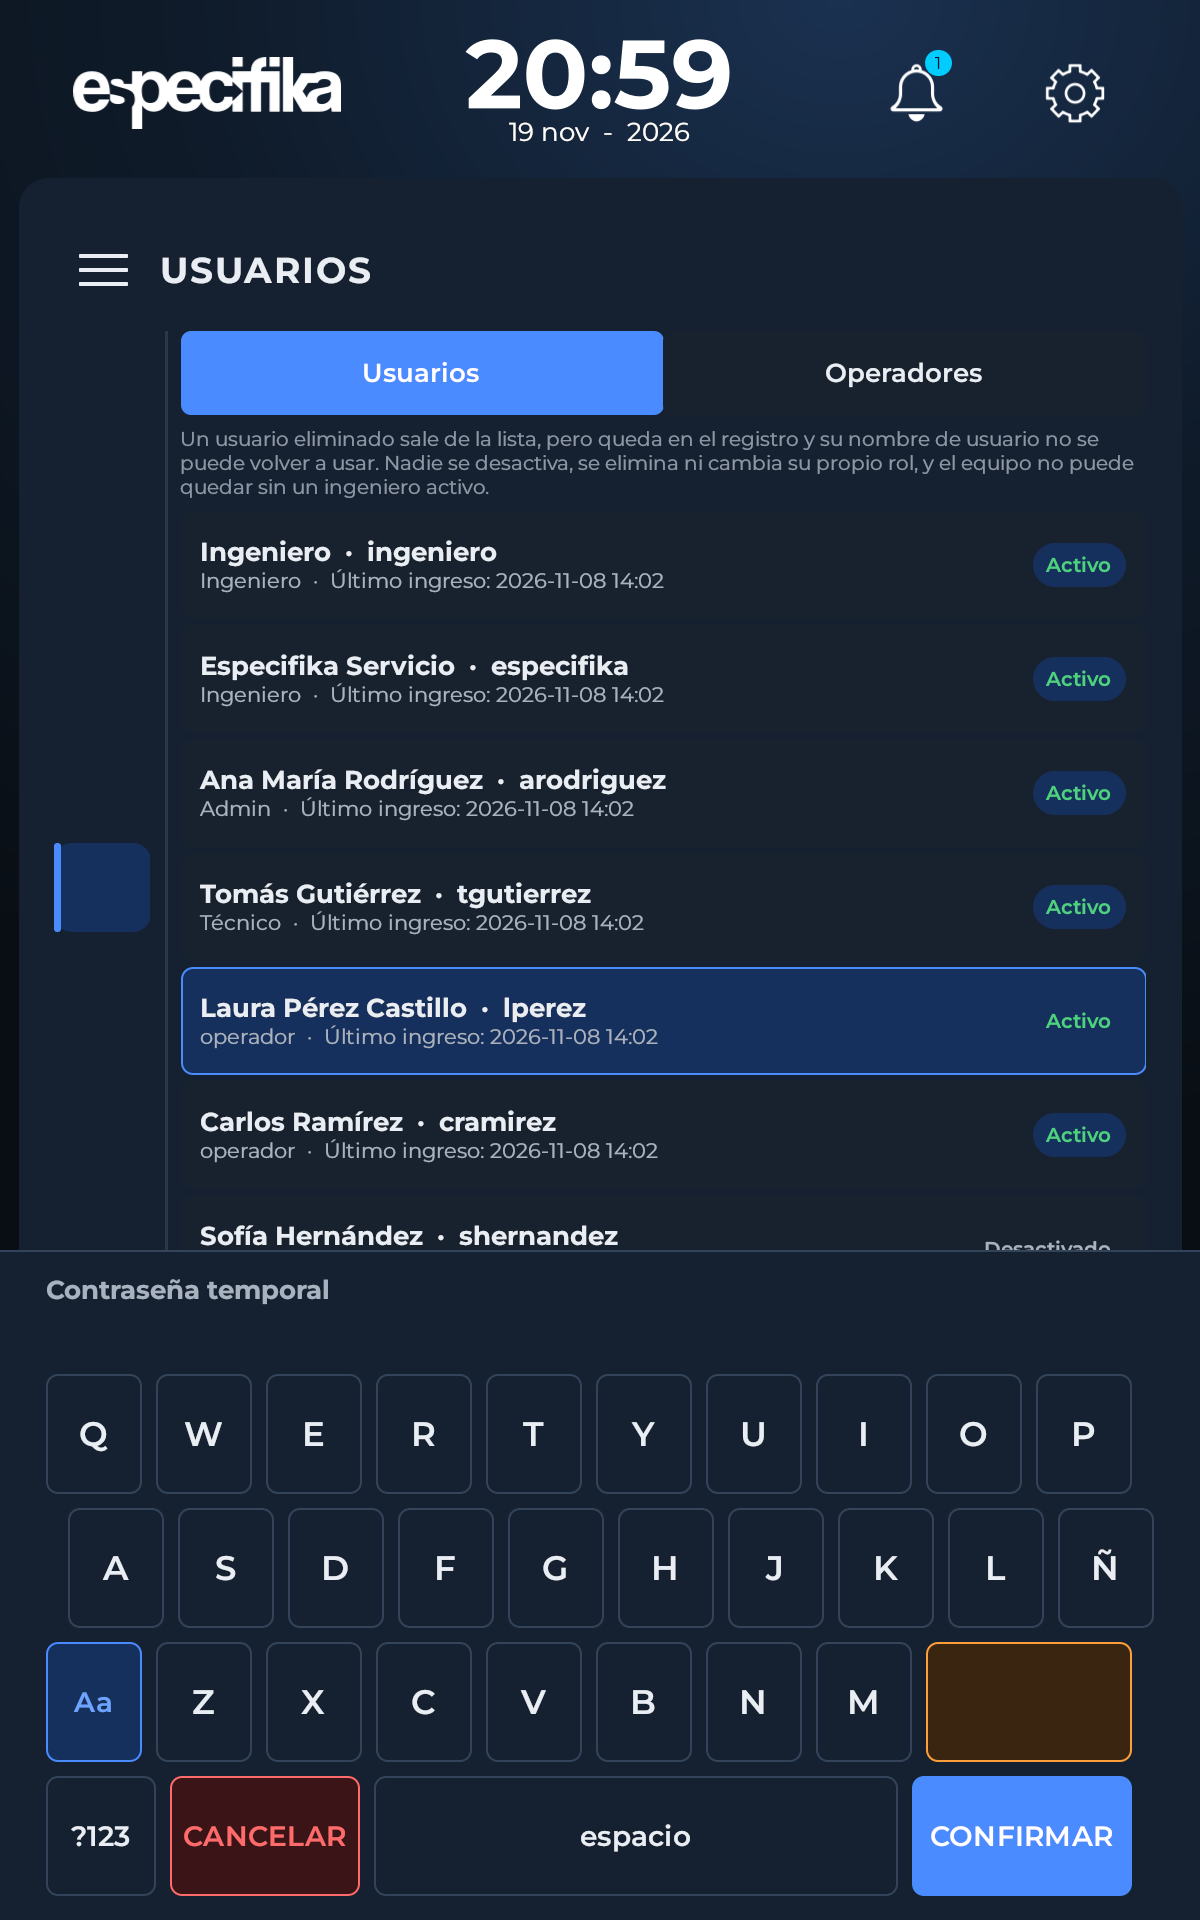 especifika
20:59
19 nov - 2026
1
USUARIOS
Usuarios
Operadores
Un usuario eliminado sale de la lista, pero queda en el registro y su nombre de usuario no se
puede volver a usar. Nadie se desactiva, se elimina ni cambia su propio rol, y el equipo no puede
quedar sin un ingeniero activo.
Ingeniero · ingeniero
Ingeniero · Último ingreso: 2026-11-08 14:02
Activo
Especifika Servicio · especifika
Ingeniero · Último ingreso: 2026-11-08 14:02
Activo
Ana María Rodríguez · arodriguez
Admin · Último ingreso: 2026-11-08 14:02
Activo
Tomás Gutiérrez · tgutierrez
Técnico · Último ingreso: 2026-11-08 14:02
Activo
Laura Pérez Castillo · lperez
operador · Último ingreso: 2026-11-08 14:02
Activo
Carlos Ramírez · cramirez
operador · Último ingreso: 2026-11-08 14:02
Activo
Sofía Hernández · shernandez
Desactivado
Contraseña temporal
Q W E R T Y U I O P
A S D F G H J K L Ñ
Aa Z X C V B N M
?123 CANCELAR espacio CONFIRMAR